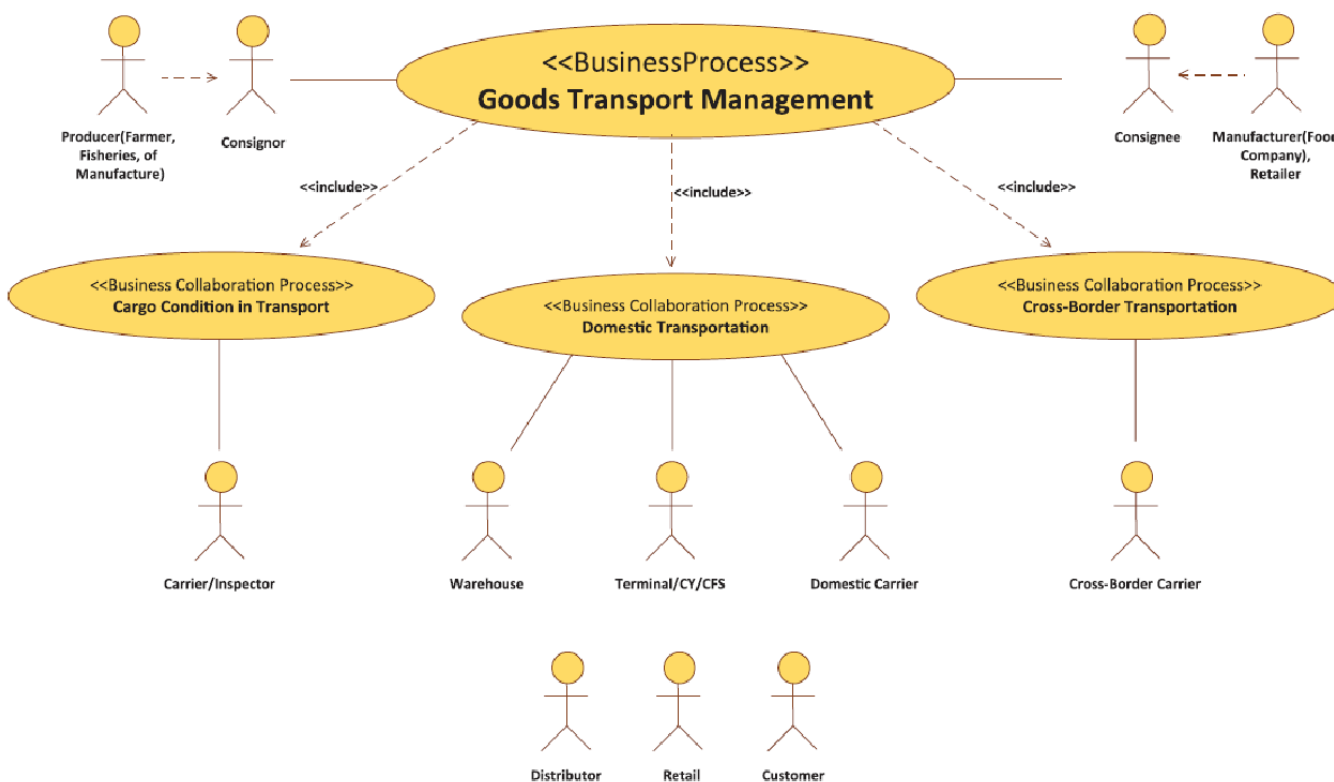 <<BusinessProcess>>
Goods Transport Management
Producer(Farmer,
Fisheries, of
Manufacture)
Consignor
Consignee
Manufacturer(Foo
Company),
Retailer
<<include>>
<<include>>
<<include>>
<<Business Collaboration Process>>
Cargo Condition in Transport
<<Business Collaboration Process>>
Domestic Transportation
<<Business Collaboration Process>>
Cross-Border Transportation
Carrier/Inspector
Warehouse
Terminal/CY/CFS
Domestic Carrier
Cross-Border Carrier
Distributor
Retail
Customer